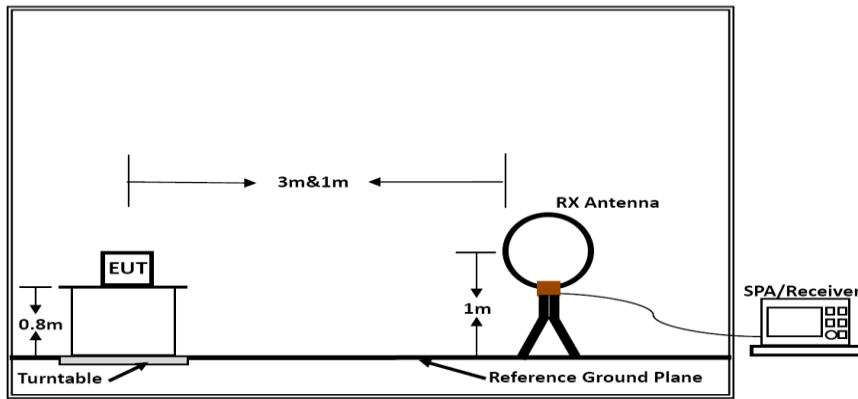 3m&1m
RX Antenna
EUT
SPA/Receiver
0.8m
1m
Turntable
Reference Ground Plane